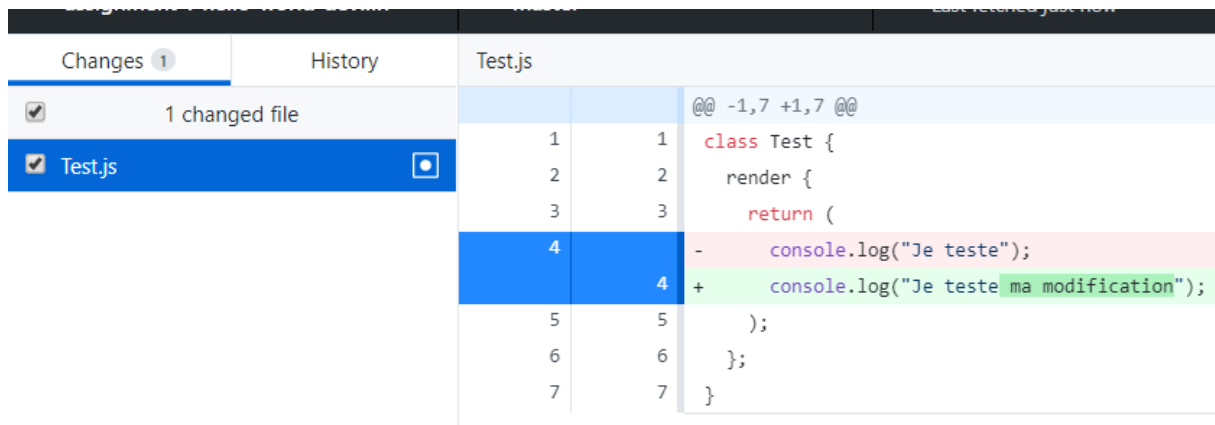 Changes 1 History Test.js
1 changed file
Test.js
@@ -1,7 +1,7 @@
1 1 class Test {
2 2 render {
3 3 return (
4 - console.log("Je teste");
4 + console.log("Je teste ma modification");
5 5 );
6 6 };
7 7 }